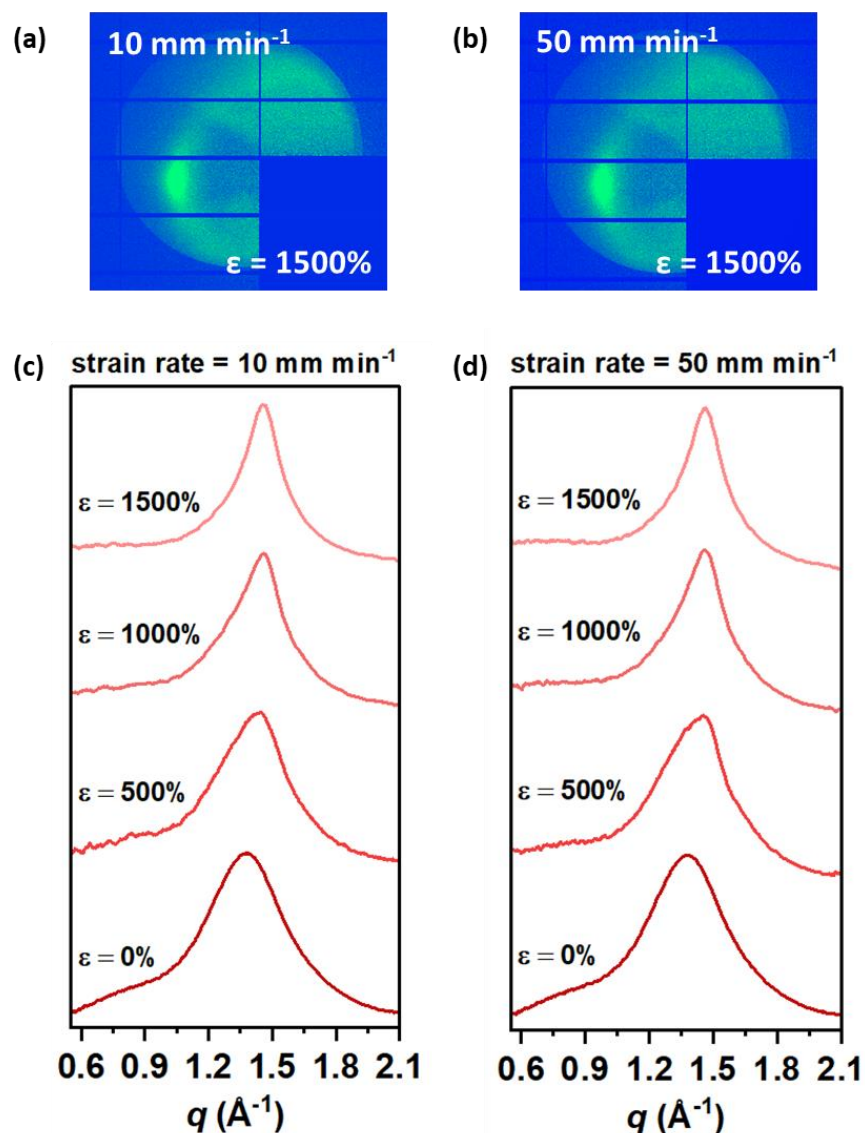 (a)
10 mm min⁻¹
ε = 1500%
(b)
50 mm min⁻¹
ε = 1500%
(c)
strain rate = 10 mm min⁻¹
ε = 1500%
ε = 1000%
ε = 500%
ε = 0%
0.6 0.9 1.2 1.5 1.8 2.1
q (Å⁻¹)
(d)
strain rate = 50 mm min⁻¹
ε = 1500%
ε = 1000%
ε = 500%
ε = 0%
0.6 0.9 1.2 1.5 1.8 2.1
q (Å⁻¹)